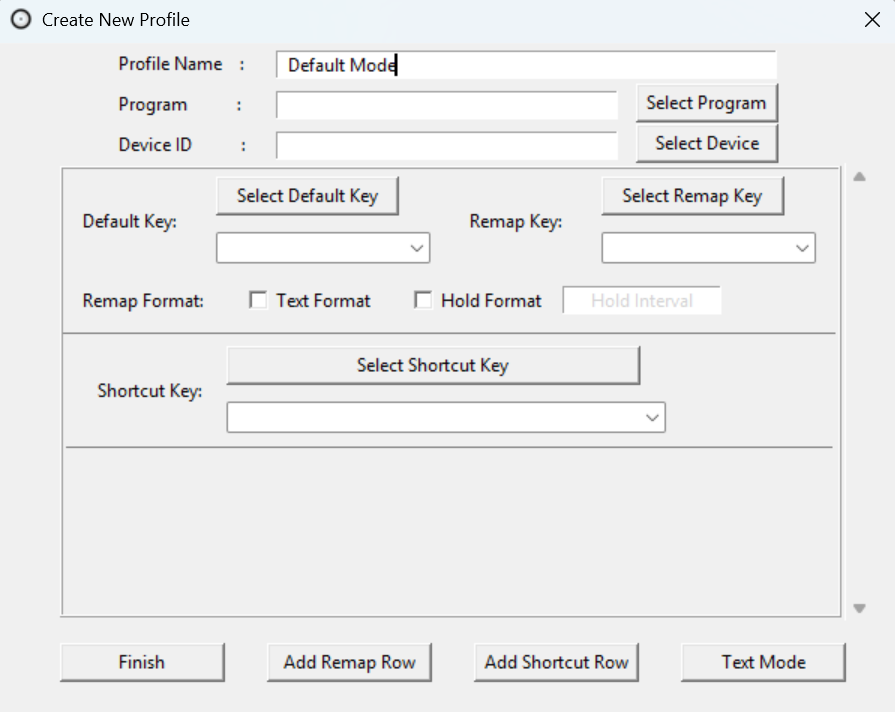 Create New Profile
Profile Name :
Default Mode
Program :
Select Program
Device ID :
Select Device
Select Default Key
Select Remap Key
Default Key:
Remap Key:
Remap Format:
Text Format
Hold Format
Hold Interval
Select Shortcut Key
Shortcut Key:
Finish
Add Remap Row
Add Shortcut Row
Text Mode